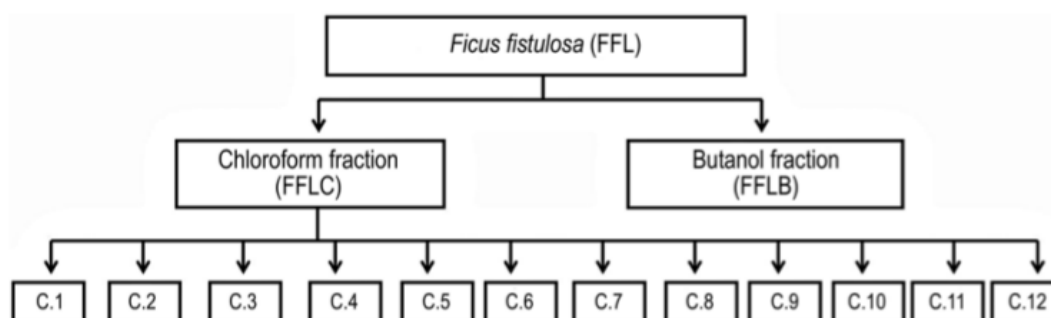 Ficus fistulosa (FFL)
Chloroform fraction
(FFLC)
Butanol fraction
(FFLB)
C.1
C.2
C.3
C.4
C.5
C.6
C.7
C.8
C.9
C.10
C.11
C.12